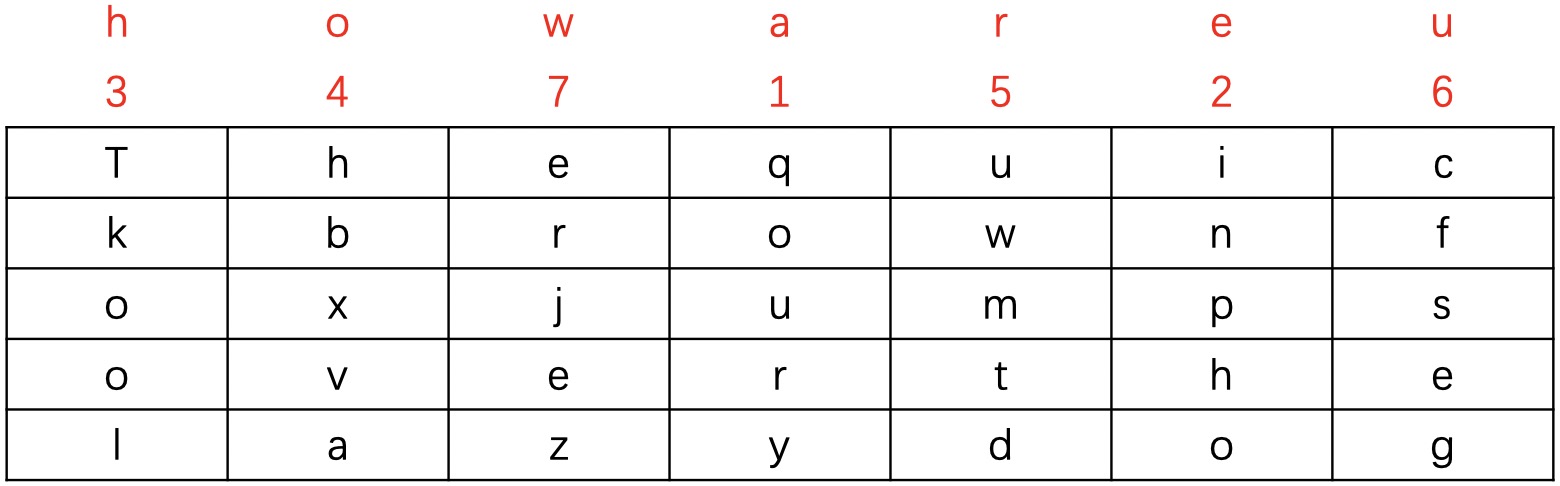 h o w a r e u
3 4 7 1 5 2 6
T h e q u i c
k b r o w n f
o x j u m p s
o v e r t h e
l a z y d o g